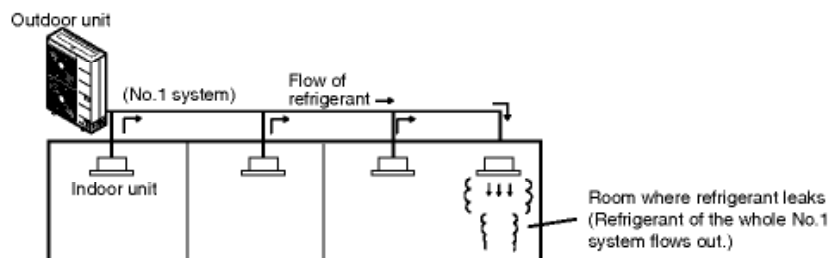 Outdoor unit
(No.1 system)
Flow of
refrigerant
Indoor unit
Room where refrigerant leaks
(Refrigerant of the whole No.1
system flows out.)